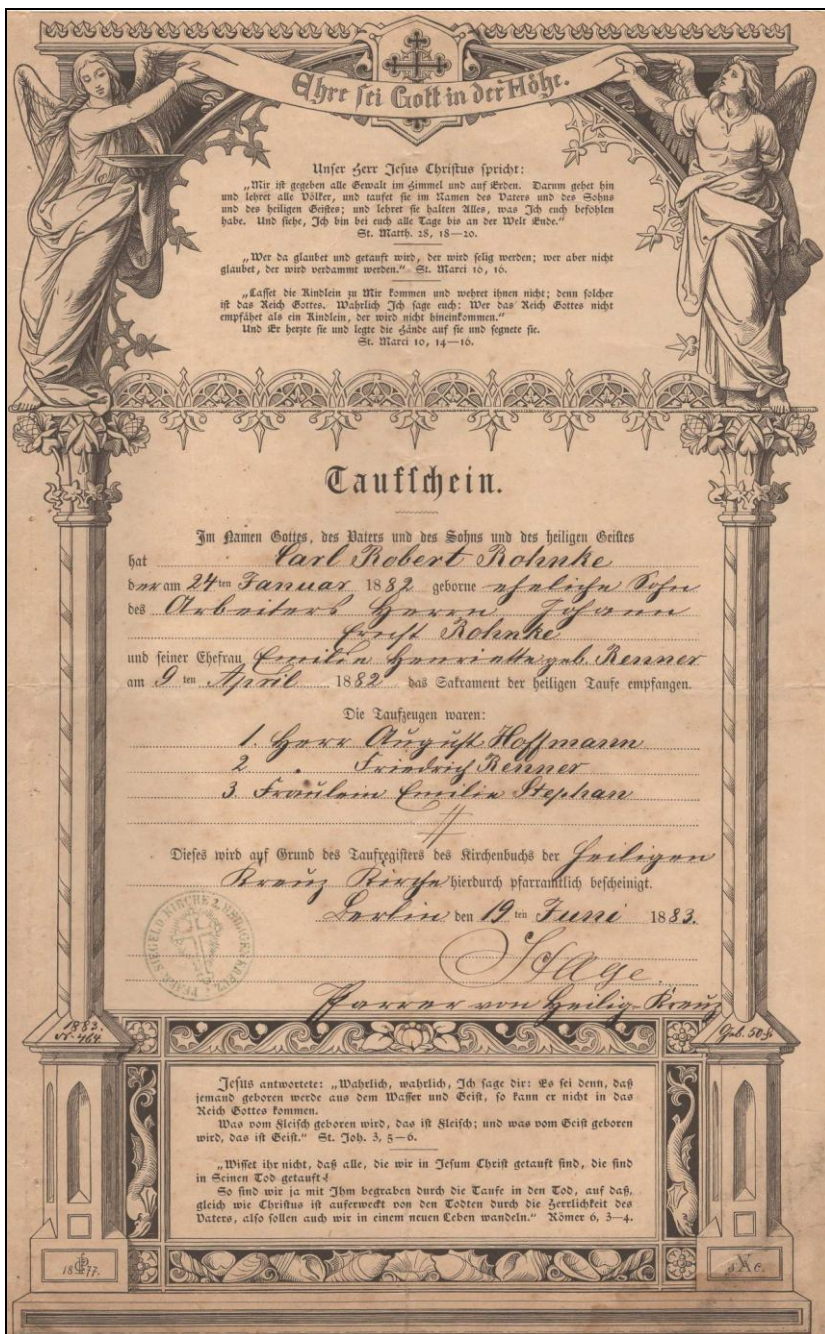 Ehre sei Gott in der Höhe.
Unser Herr Jesus Christus spricht:
„Mir ist gegeben alle Gewalt im Himmel und auf Erden. Darum gehet hin
und lehret alle Völker, und taufet sie im Namen des Vaters und des Sohns
und des heiligen Geistes; und lehret sie halten Alles, was Ich euch befohlen
habe. Und siehe, Ich bin bei euch alle Tage bis an der Welt Ende.“
St. Matth. 28, 18—20.
„Wer da glaubet und getauft wird, der wird selig werden; wer aber nicht
glaubet, der wird verdammt werden.“ St. Marci 16, 16.
„Lasset die Kindlein zu Mir kommen und wehret ihnen nicht; denn solcher
ist das Reich Gottes. Wahrlich Ich sage euch: Wer das Reich Gottes nicht
empfähet als ein Kindlein, der wird nicht hineinkommen.“
Und Er herzte sie und legte die Hände auf sie und segnete sie.
St. Marci 10, 14—16.
Taufschein.
Im Namen Gottes, des Vaters und des Sohns und des heiligen Geistes
hat Carl Robert Rohnke
der am 24ten Januar 1882 geborne eheliche Sohn
des Arbeiters Herrn Johann
Ernst Rohnke
und seiner Ehefrau Emilie Henriette geb. Renner
am 9ten April 1882 das Sakrament der heiligen Taufe empfangen.
Die Taufzeugen waren:
1. Herr August Hoffmann
2 " Friedrich Renner
3. Fräulein Emilie Stephan
Dieses wird auf Grund des Taufregisters des Kirchenbuchs der Heiligen
Kreuz Kirche hierdurch pfarramtlich bescheinigt.
Berlin den 19ten Juni 1883.
Pfarrer von Heilig-Kreuz
PFARR SIEGEL D. KIRCHE Z. HEILIGEN KREUZ
1883.
Nr. 464
Geb. 50 
Jesus antwortete: „Wahrlich, wahrlich, Ich sage dir: Es sei denn, daß
jemand geboren werde aus dem Wasser und Geist, so kann er nicht in das
Reich Gottes kommen.
Was vom Fleisch geboren wird, das ist Fleisch; und was vom Geist geboren
wird, das ist Geist.“ St. Joh. 3, 5—6.
„Wisset ihr nicht, daß alle, die wir in Jesum Christ getauft sind, die sind
in Seinen Tod getauft?
So sind wir ja mit Ihm begraben durch die Taufe in den Tod, auf daß,
gleich wie Christus ist auferweckt von den Todten durch die Herrlichkeit des
Vaters, also sollen auch wir in einem neuen Leben wandeln.“ Römer 6, 3—4.
18 77.